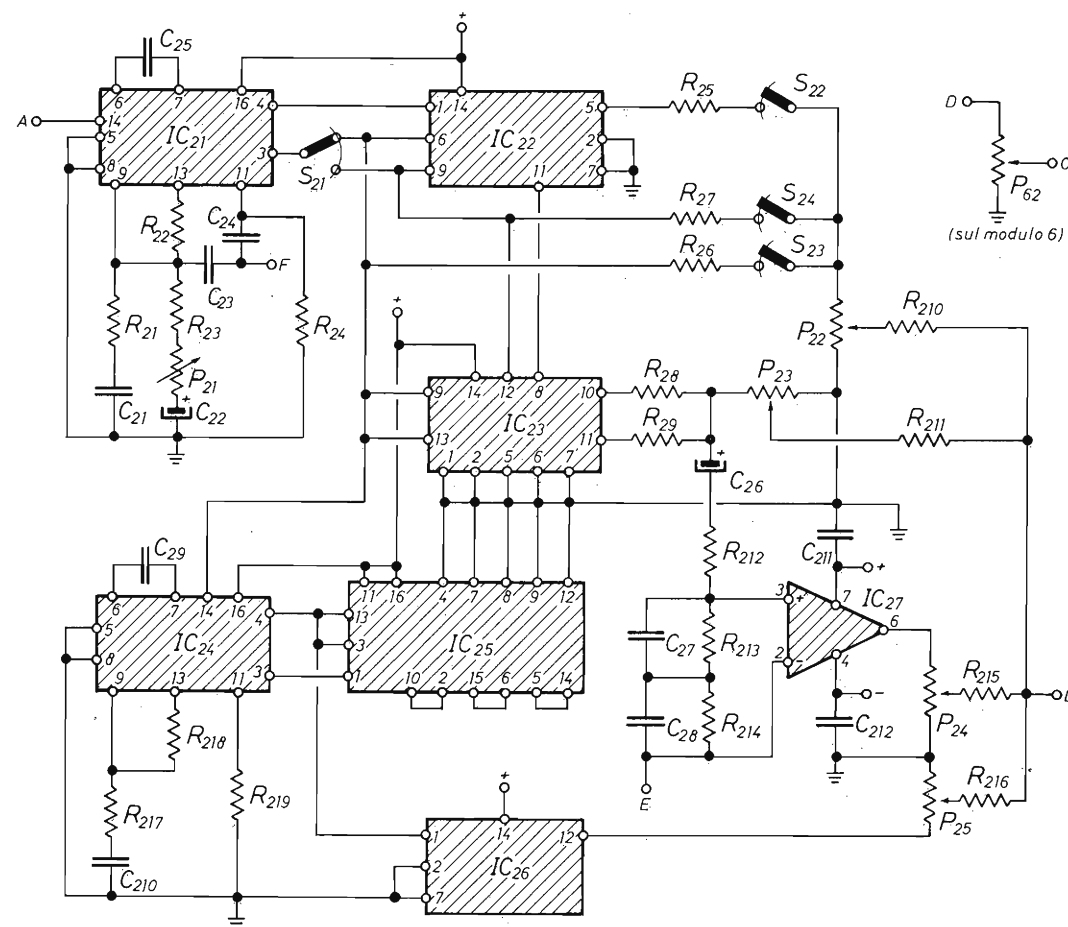 C25
+
6 7 16
4
1
14
5
R25
S22
A
14
IC21
IC22
D
5
3
6
2
S21
8
9
7
O
9 13 11
11
P62
R27
S24
(sul modulo 6)
R22
C24
R26
S23
F
C23
+
R210
R21
R23
R24
P22
P21
R28
P23
14 12 8
9
10
C21
C22
+
IC23
R29
R211
13
11
1 2 5 6 7
+
C26
C29
R212
C211
+
6 7 14 16
11 16 4 7 8 9 12
IC27
5
4
13
3
+
7
6
IC24
IC25
C27
R213
8
3
3
1
2
-
4
R215
9 13 11
10 2 15 6 5 14
-
L
R218
C28
R214
C212
P24
R216
E
R217
R219
+
P25
1
14
12
C210
2
IC26
7